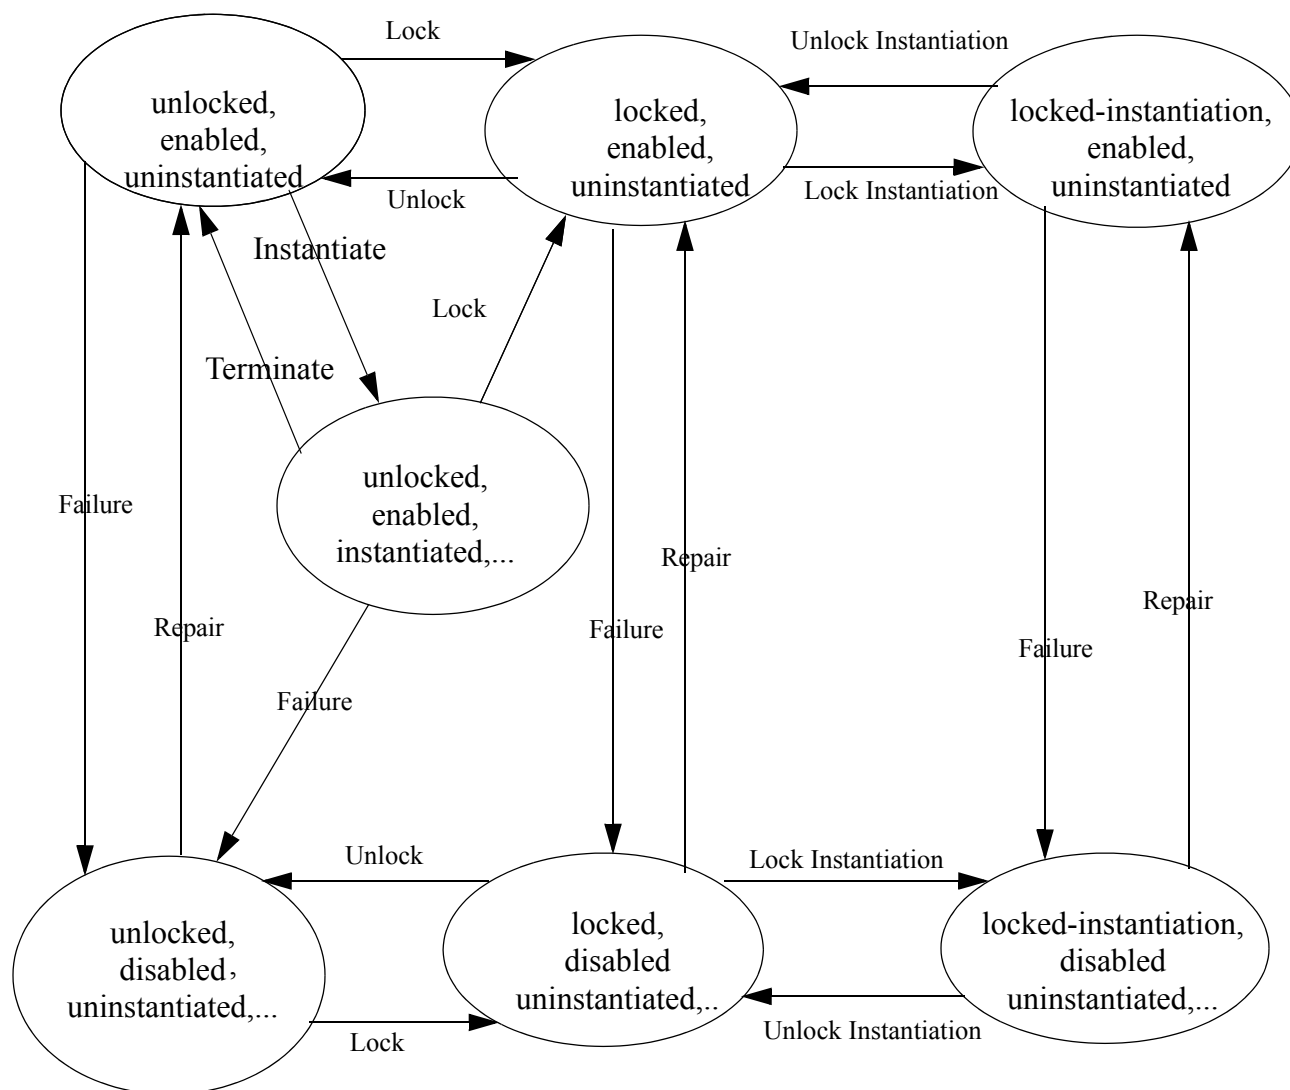 Lock
Unlock Instantiation
unlocked,
enabled,
uninstantiated
locked,
enabled,
uninstantiated
locked-instantiation,
enabled,
uninstantiated
Unlock
Lock Instantiation
Instantiate
Lock
Terminate
unlocked,
enabled,
instantiated,...
Failure
Repair
Repair
Repair
Failure
Failure
Failure
Unlock
Lock Instantiation
unlocked,
disabled,
uninstantiated,...
locked,
disabled
uninstantiated,..
locked-instantiation,
disabled
uninstantiated,...
Lock
Unlock Instantiation